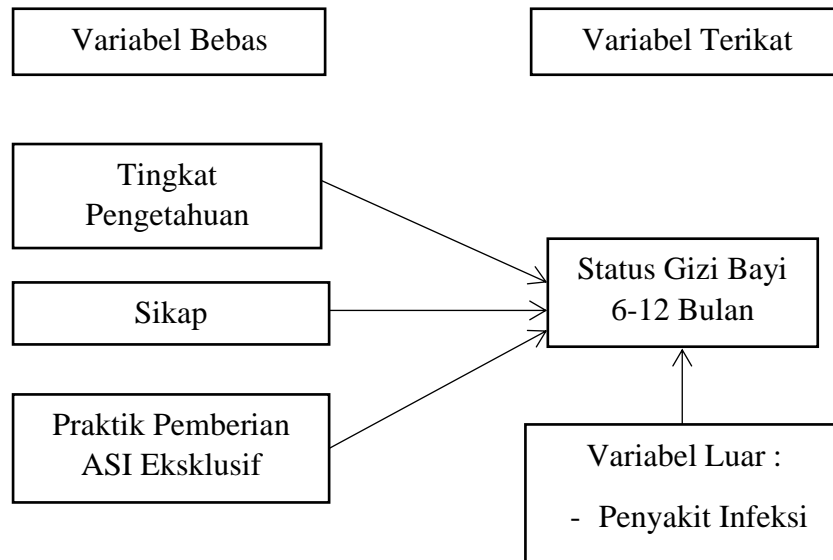 Variabel Bebas
Variabel Terikat
Tingkat
Pengetahuan
Sikap
Praktik Pemberian
ASI Eksklusif
Status Gizi Bayi
6-12 Bulan
Variabel Luar :
- Penyakit Infeksi